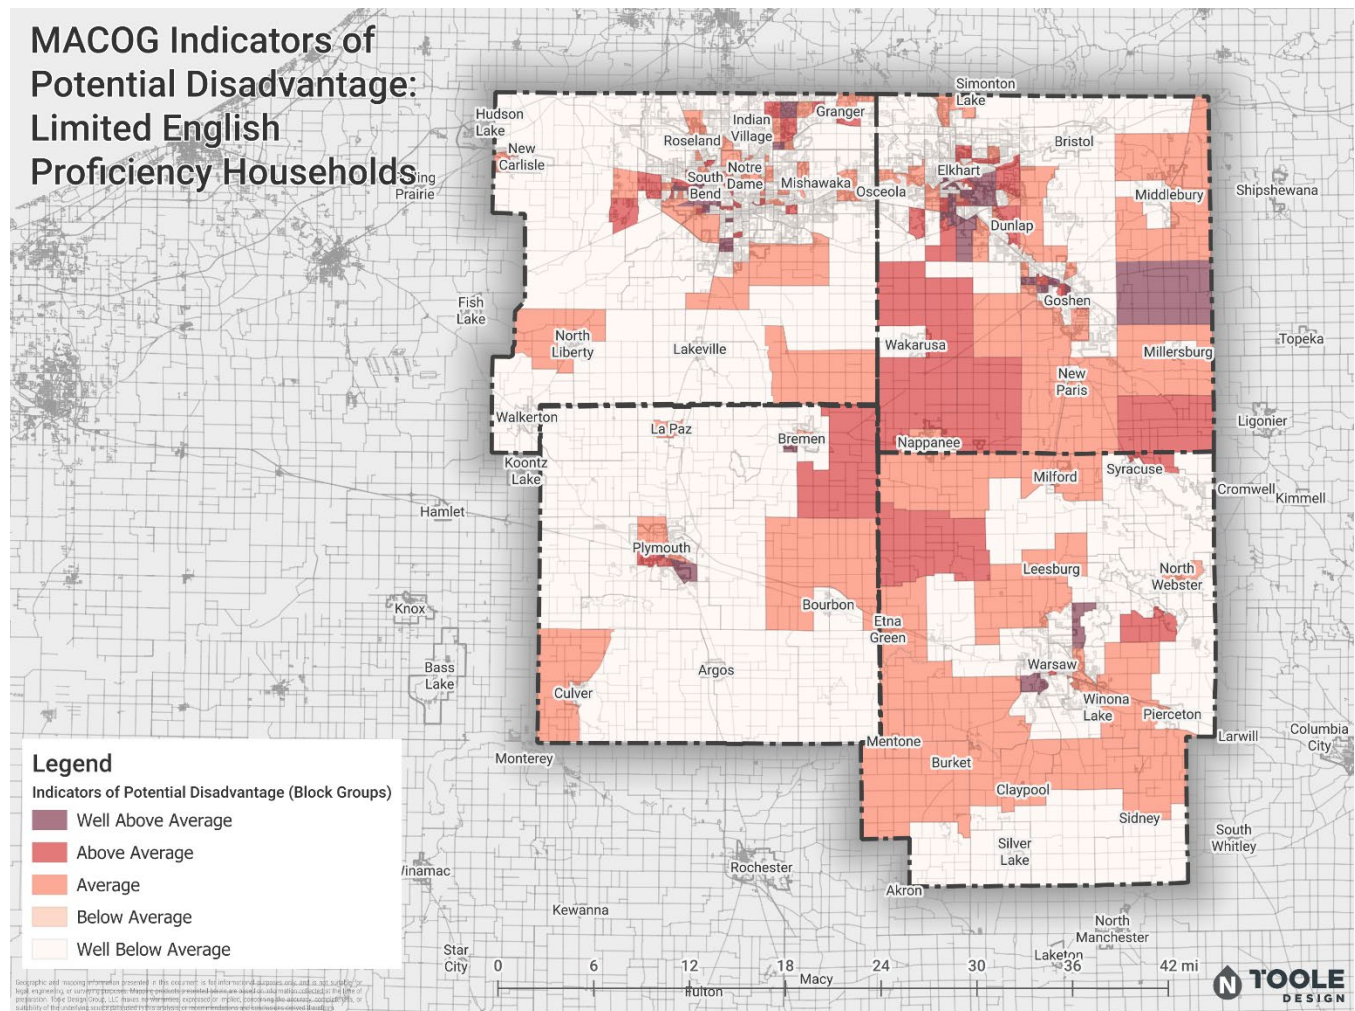 MACOG Indicators of
Potential Disadvantage:
Limited English
Proficiency Households
Simonton
Lake
Hudson
Lake
Indian
Village
Granger
Roseland
Bristol
New
Carlisle
Notre
Dame
South
Bend
Mishawaka
Osceola
Elkhart
Middlebury
Shipshewana
Prairie
Dunlap
Fish
Lake
Goshen
North
Liberty
Lakeville
Wakarusa
Millersburg
Topeka
New
Paris
Walkerton
La Paz
Bremen
Nappanee
Ligonier
Koontz
Lake
Milford
Syracuse
Cromwell
Kimmell
Hamlet
Plymouth
Leesburg
North
Webster
Knox
Bourbon
Etna
Green
Bass
Lake
Argos
Warsaw
Culver
Winona
Lake
Pierceton
Mentone
Larwill
Columbia
City
Monterey
Burket
Claypool
Sidney
South
Whitley
Silver
Lake
Rochester
Akron
Kewanna
North
Manchester
Star
City
Laketon
Macy
Fulton
Legend
Indicators of Potential Disadvantage (Block Groups)
Well Above Average
Above Average
Average
Below Average
Well Below Average
0 6 12 18 24 30 36 42 mi
N TOOLE
DESIGN